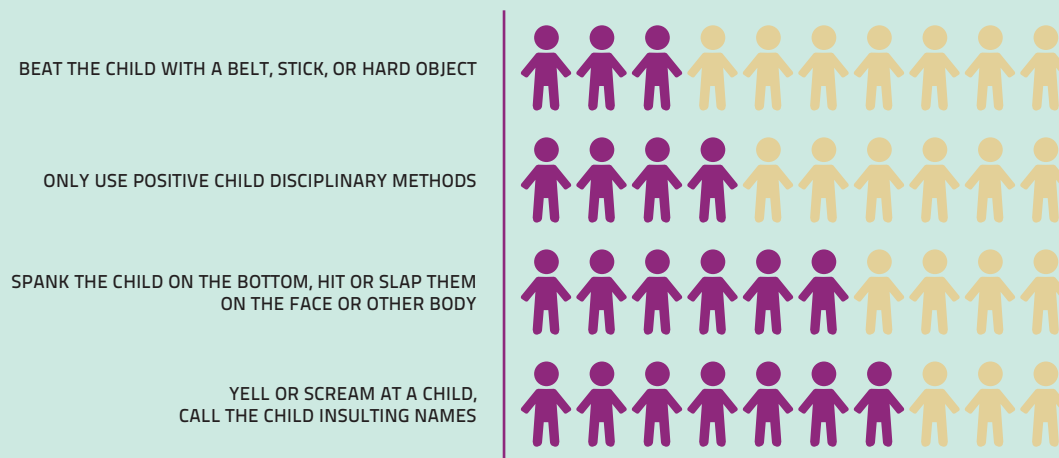 BEAT THE CHILD WITH A BELT, STICK, OR HARD OBJECT
ONLY USE POSITIVE CHILD DISCIPLINARY METHODS
SPANK THE CHILD ON THE BOTTOM, HIT OR SLAP THEM
ON THE FACE OR OTHER BODY
YELL OR SCREAM AT A CHILD,
CALL THE CHILD INSULTING NAMES